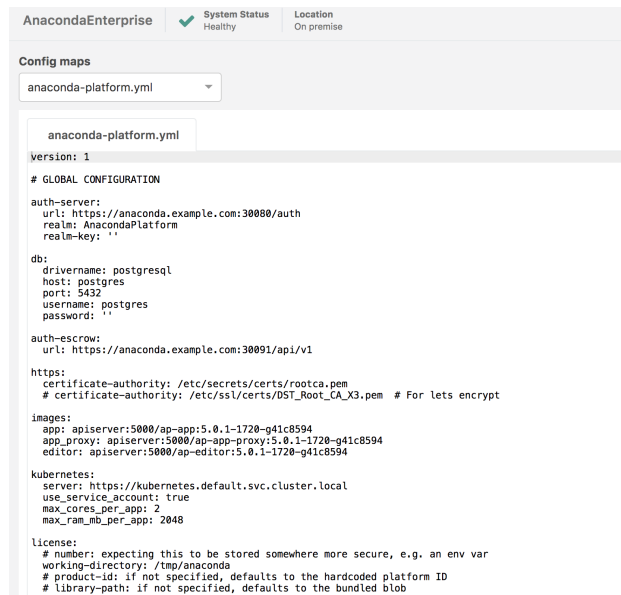 AnacondaEnterprise
System Status
Healthy
Location
On premise
Config maps
anaconda-platform.yml
anaconda-platform.yml
version: 1
# GLOBAL CONFIGURATION
auth-server:
  url: https://anaconda.example.com:30080/auth
  realm: AnacondaPlatform
  realm-key: ''
db:
  drivername: postgresql
  host: postgres
  port: 5432
  username: postgres
  password: ''
auth-escrow:
  url: https://anaconda.example.com:30091/api/v1
https:
  certificate-authority: /etc/secrets/certs/rootca.pem
  # certificate-authority: /etc/ssl/certs/DST_Root_CA_X3.pem  # For lets encrypt
images:
  app: apiserver:5000/ap-app:5.0.1-1720-g41c8594
  app_proxy: apiserver:5000/ap-app-proxy:5.0.1-1720-g41c8594
  editor: apiserver:5000/ap-editor:5.0.1-1720-g41c8594
kubernetes:
  server: https://kubernetes.default.svc.cluster.local
  use_service_account: true
  max_cores_per_app: 2
  max_ram_mb_per_app: 2048
license:
  # number: expecting this to be stored somewhere more secure, e.g. an env var
  working-directory: /tmp/anaconda
  # product-id: if not specified, defaults to the hardcoded platform ID
  # library-path: if not specified, defaults to the bundled blob